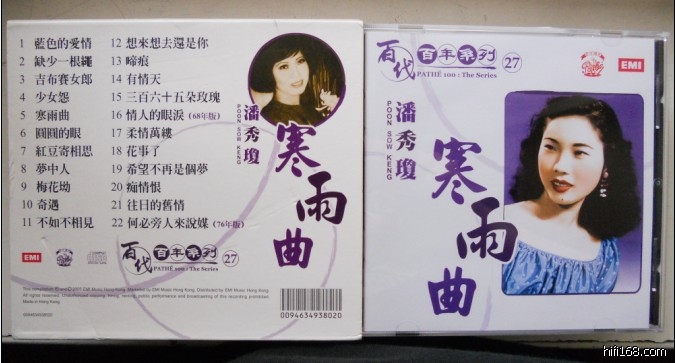 1 藍色的愛情
2 缺少一根繩
3 吉布賽女郎
4 少女怨
5 寒雨曲
6 圓圓的眼
7 紅豆寄相思
8 夢中人
9 梅花坳
10 奇遇
11 不如不相見
12 想來想去還是你
13 啼痕
14 有情天
15 三百六十五朵玫瑰
16 情人的眼淚 (68年版)
17 柔情萬縷
18 花事了
19 希望不再是個夢
20 痴情恨
21 往日的舊情
22 何必旁人來說媒 (76年版)
潘秀瓊
POON SOW KENG
寒雨曲
EMI
百代百年系列 27
PATHÉ 100 : The Series
0094634938020
百代百年系列 27
PATHÉ 100 : The Series
EMI
潘秀瓊
POON SOW KENG
寒雨曲
hifi168.com